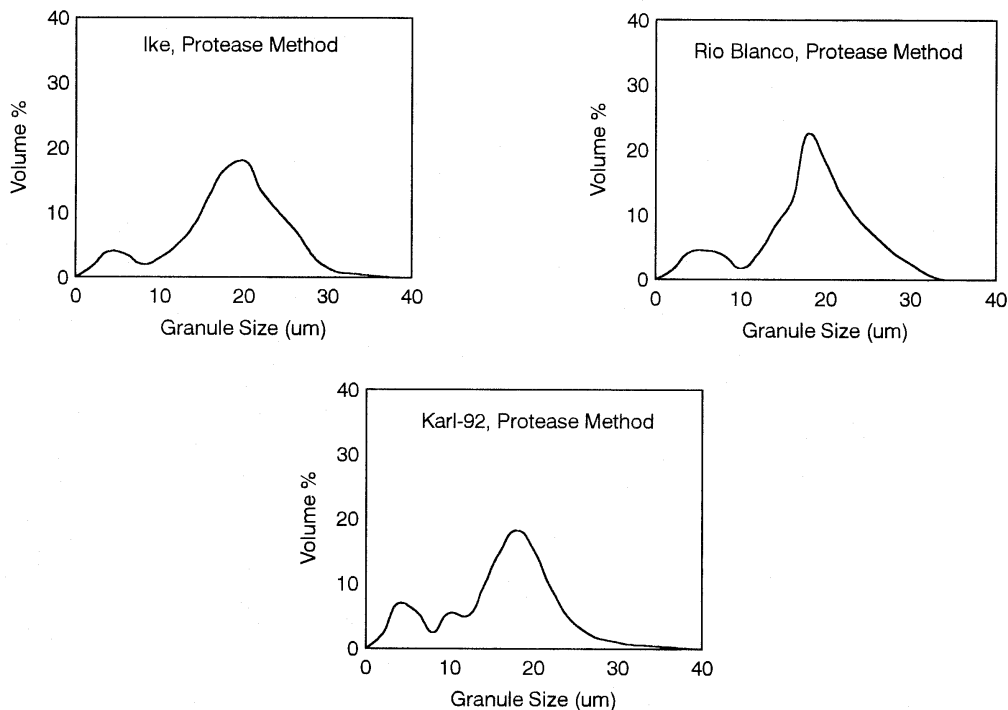 40
Ike, Protease Method
30
Volume %
20
10
0
0 10 20 30 40
Granule Size (um)
40
Rio Blanco, Protease Method
30
Volume %
20
10
0
0 10 20 30 40
Granule Size (um)
40
Karl-92, Protease Method
30
Volume %
20
10
0
0 10 20 30 40
Granule Size (um)